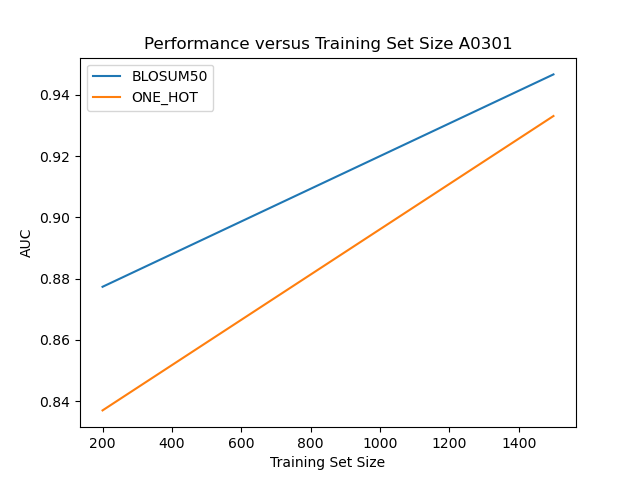 Performance versus Training Set Size A0301
BLOSUM50
ONE_HOT
0.94
0.92
0.90
0.88
0.86
0.84
AUC
200 400 600 800 1000 1200 1400
Training Set Size